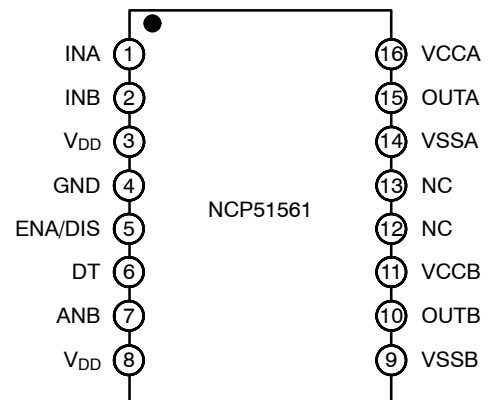 INA 1 16 VCCA
INB 2 15 OUTA
VDD 3 14 VSSA
GND 4 13 NC
NCP51561
ENA/DIS 5 12 NC
DT 6 11 VCCB
ANB 7 10 OUTB
VDD 8 9 VSSB